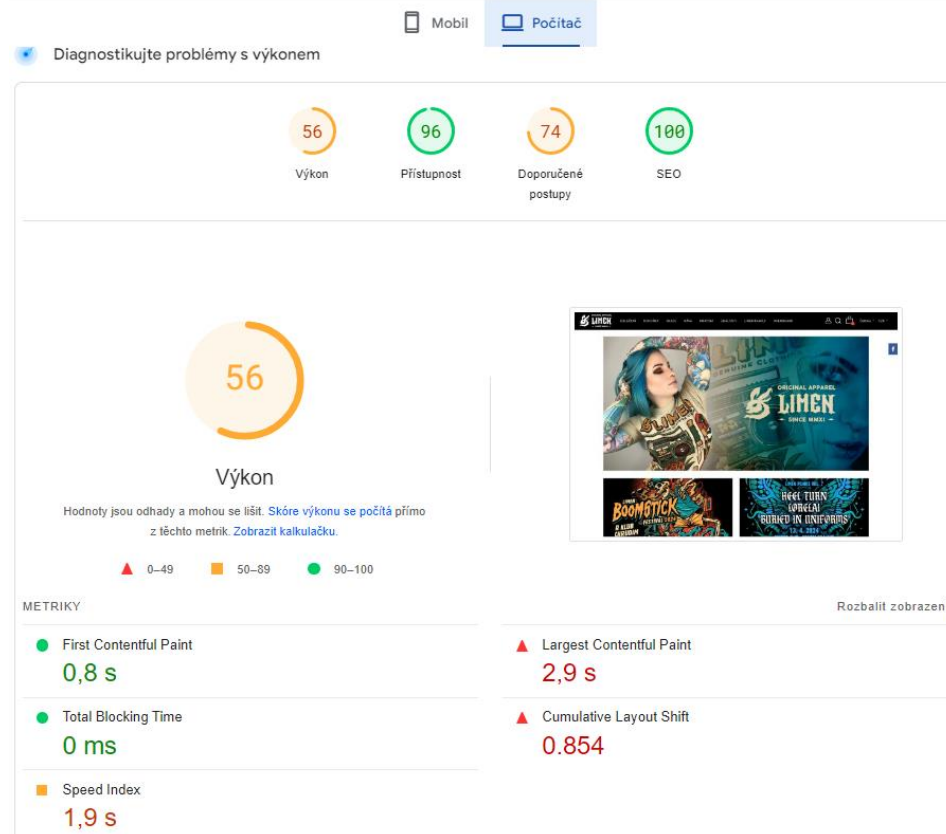 Mobil
Počítač
Diagnostikujte problémy s výkonem
56
96
74
100
Výkon
Přístupnost
Doporučené
postupy
SEO
56
Výkon
Hodnoty jsou odhady a mohou se lišit. Skóre výkonu se počítá přímo
z těchto metrik. Zobrazit kalkulačku.
0–49
50–89
90–100
LIMEN
ORIGINAL APPAREL
LIMEN
SINCE MMXI
BOOMSTICK
HEEL TURN
LORELAI
BURIED IN UNIFORMS
METRIKY
Rozbalit zobrazen
First Contentful Paint
0,8 s
Largest Contentful Paint
2,9 s
Total Blocking Time
0 ms
Cumulative Layout Shift
0.854
Speed Index
1,9 s